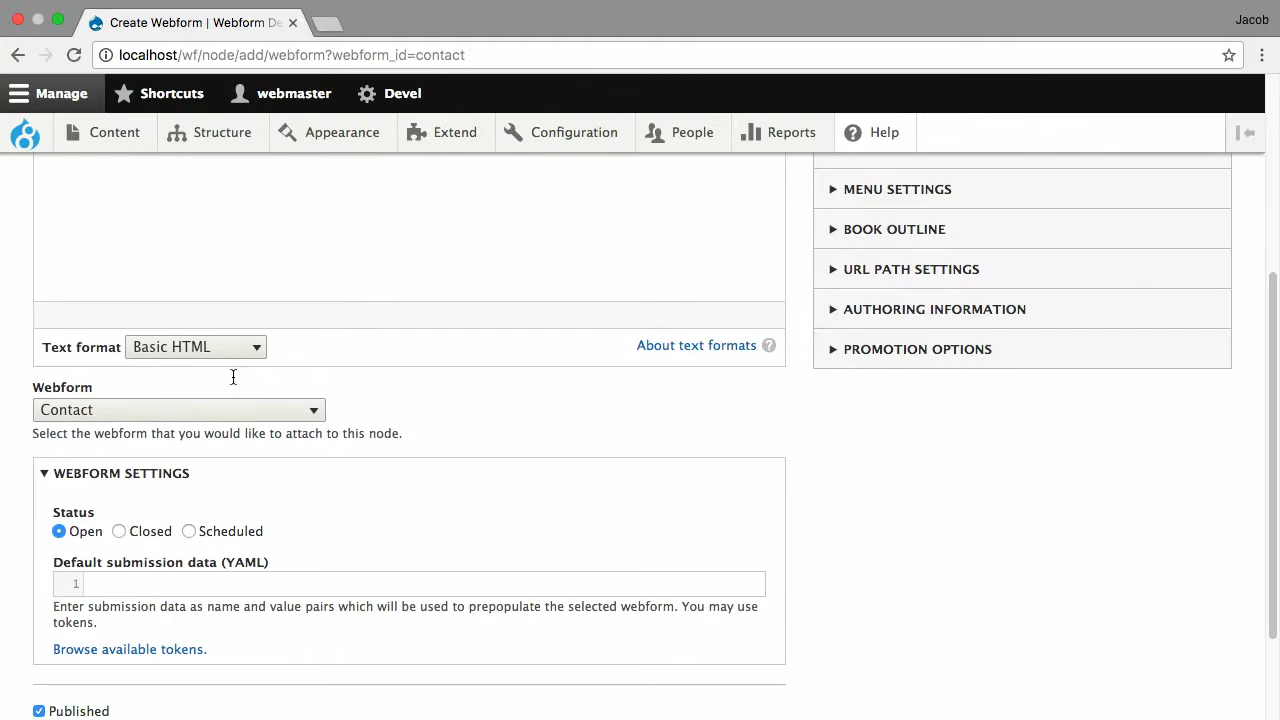 Create Webform | Webform De
Jacob
localhost/wf/node/add/webform?webform_id=contact
Manage Shortcuts webmaster Devel
Content Structure Appearance Extend Configuration People Reports Help
MENU SETTINGS
BOOK OUTLINE
URL PATH SETTINGS
AUTHORING INFORMATION
PROMOTION OPTIONS
Text format Basic HTML About text formats ?
Webform
Contact
Select the webform that you would like to attach to this node.
WEBFORM SETTINGS
Status
Open Closed Scheduled
Default submission data (YAML)
1
Enter submission data as name and value pairs which will be used to prepopulate the selected webform. You may use
tokens.
Browse available tokens.
Published